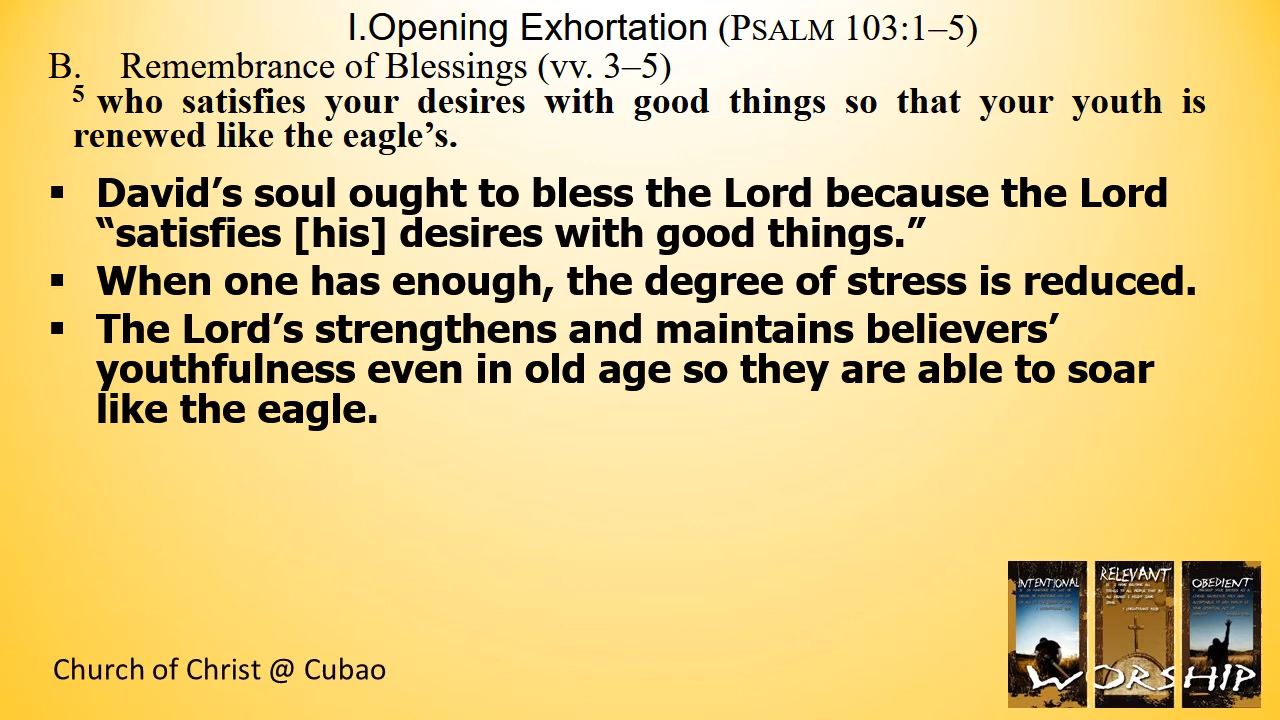 I.Opening Exhortation (PSALM 103:1–5)
B. Remembrance of Blessings (vv. 3–5)
5 who satisfies your desires with good things so that your youth is
renewed like the eagle’s.
▪ David’s soul ought to bless the Lord because the Lord
“satisfies [his] desires with good things.”
▪ When one has enough, the degree of stress is reduced.
▪ The Lord’s strengthens and maintains believers’
youthfulness even in old age so they are able to soar
like the eagle.
INTENTIONAL
RELEVANT
OBEDIENT
WORSHIP
Church of Christ @ Cubao